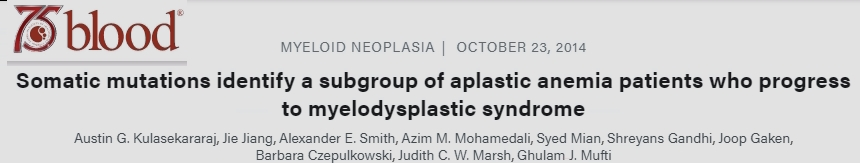 75 blood®
MYELOID NEOPLASIA | OCTOBER 23, 2014
Somatic mutations identify a subgroup of aplastic anemia patients who progress
to myelodysplastic syndrome
Austin G. Kulasekararaj, Jie Jiang, Alexander E. Smith, Azim M. Mohamedali, Syed Mian, Shreyans Gandhi, Joop Gaken,
Barbara Czepulkowski, Judith C. W. Marsh, Ghulam J. Mufti